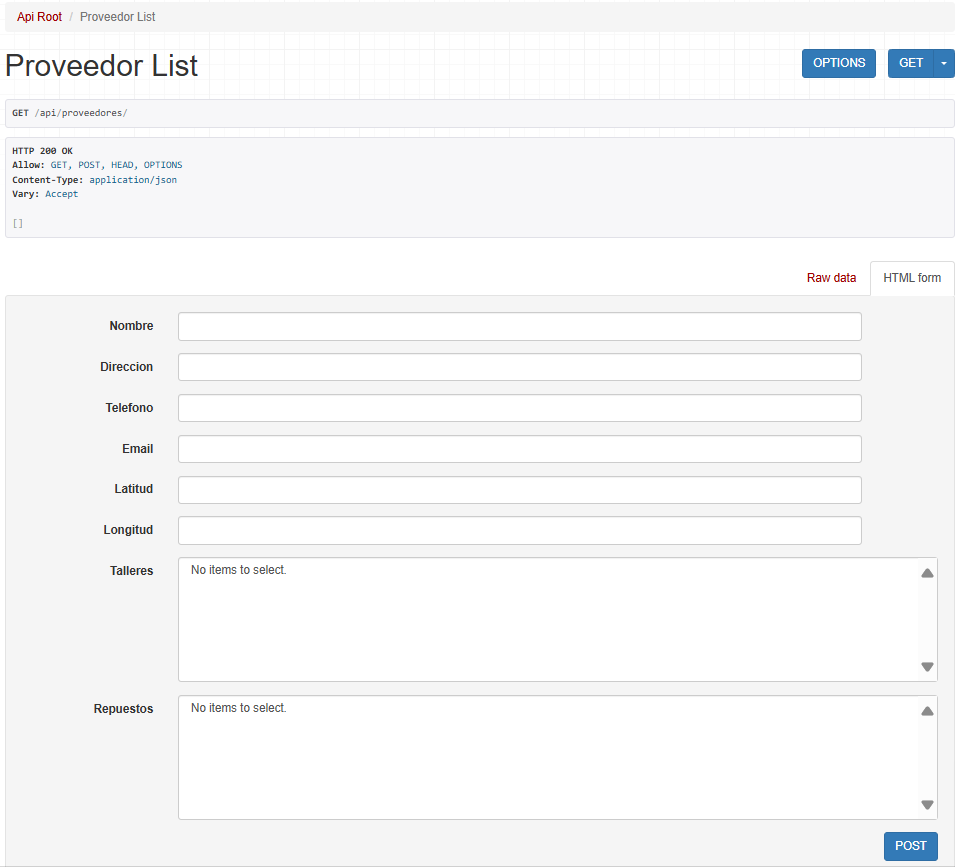 Api Root / Proveedor List
Proveedor List
OPTIONS
GET
GET /api/proveedores/
HTTP 200 OK
Allow: GET, POST, HEAD, OPTIONS
Content-Type: application/json
Vary: Accept
[]
Raw data
HTML form
Nombre
Direccion
Telefono
Email
Latitud
Longitud
Talleres
No items to select.
Repuestos
No items to select.
POST